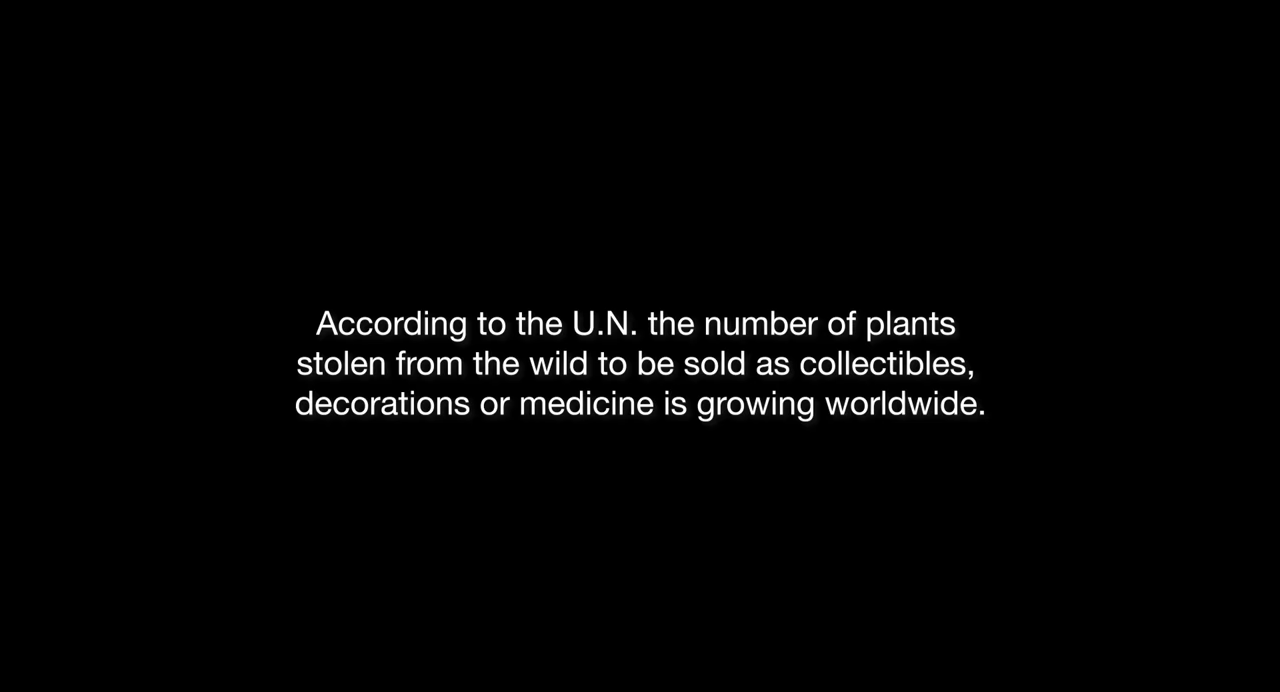 According to the U.N. the number of plants
stolen from the wild to be sold as collectibles,
decorations or medicine is growing worldwide.